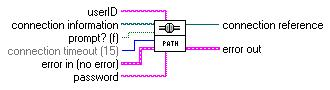 userID
connection information
connection reference
prompt? (f)
connection timeout (15)
PATH
error in (no error)
error out
password